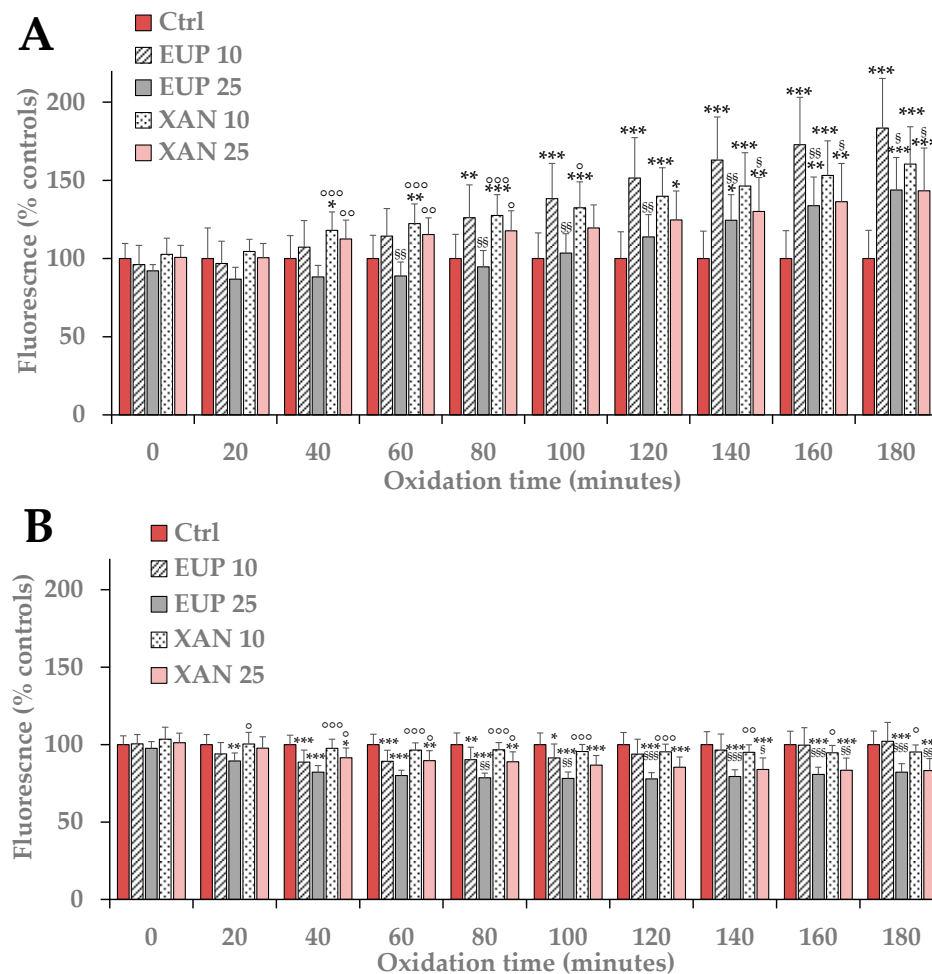 A
Ctrl
EUP 10
EUP 25
XAN 10
XAN 25
Fluorescnce (% controls)
200
150
100
50
0
*** *** *** *** *** *** *** *** *** *** § ***
§ *** § ** §§ ** § ** §§ * * §§
°°° * °° °°° ** °° §§ ** °°° *** ° §§ ° *** §§
0 20 40 60 80 100 120 140 160 180
Oxidation time (minutes)
B
Ctrl
EUP 10
EUP 25
XAN 10
XAN 25
Fluorescnce (% controls)
200
150
100
50
0
** ° *** *** °°° ° * *** *** °°° ° ** ** *** §§ °°° ° ** * *** §§ °°° *** *** §§§ °°° *** *** §§§ °° *** § *** §§§ ° *** §§ *** §§§ °
0 20 40 60 80 100 120 140 160 180
Oxidation time (minutes)